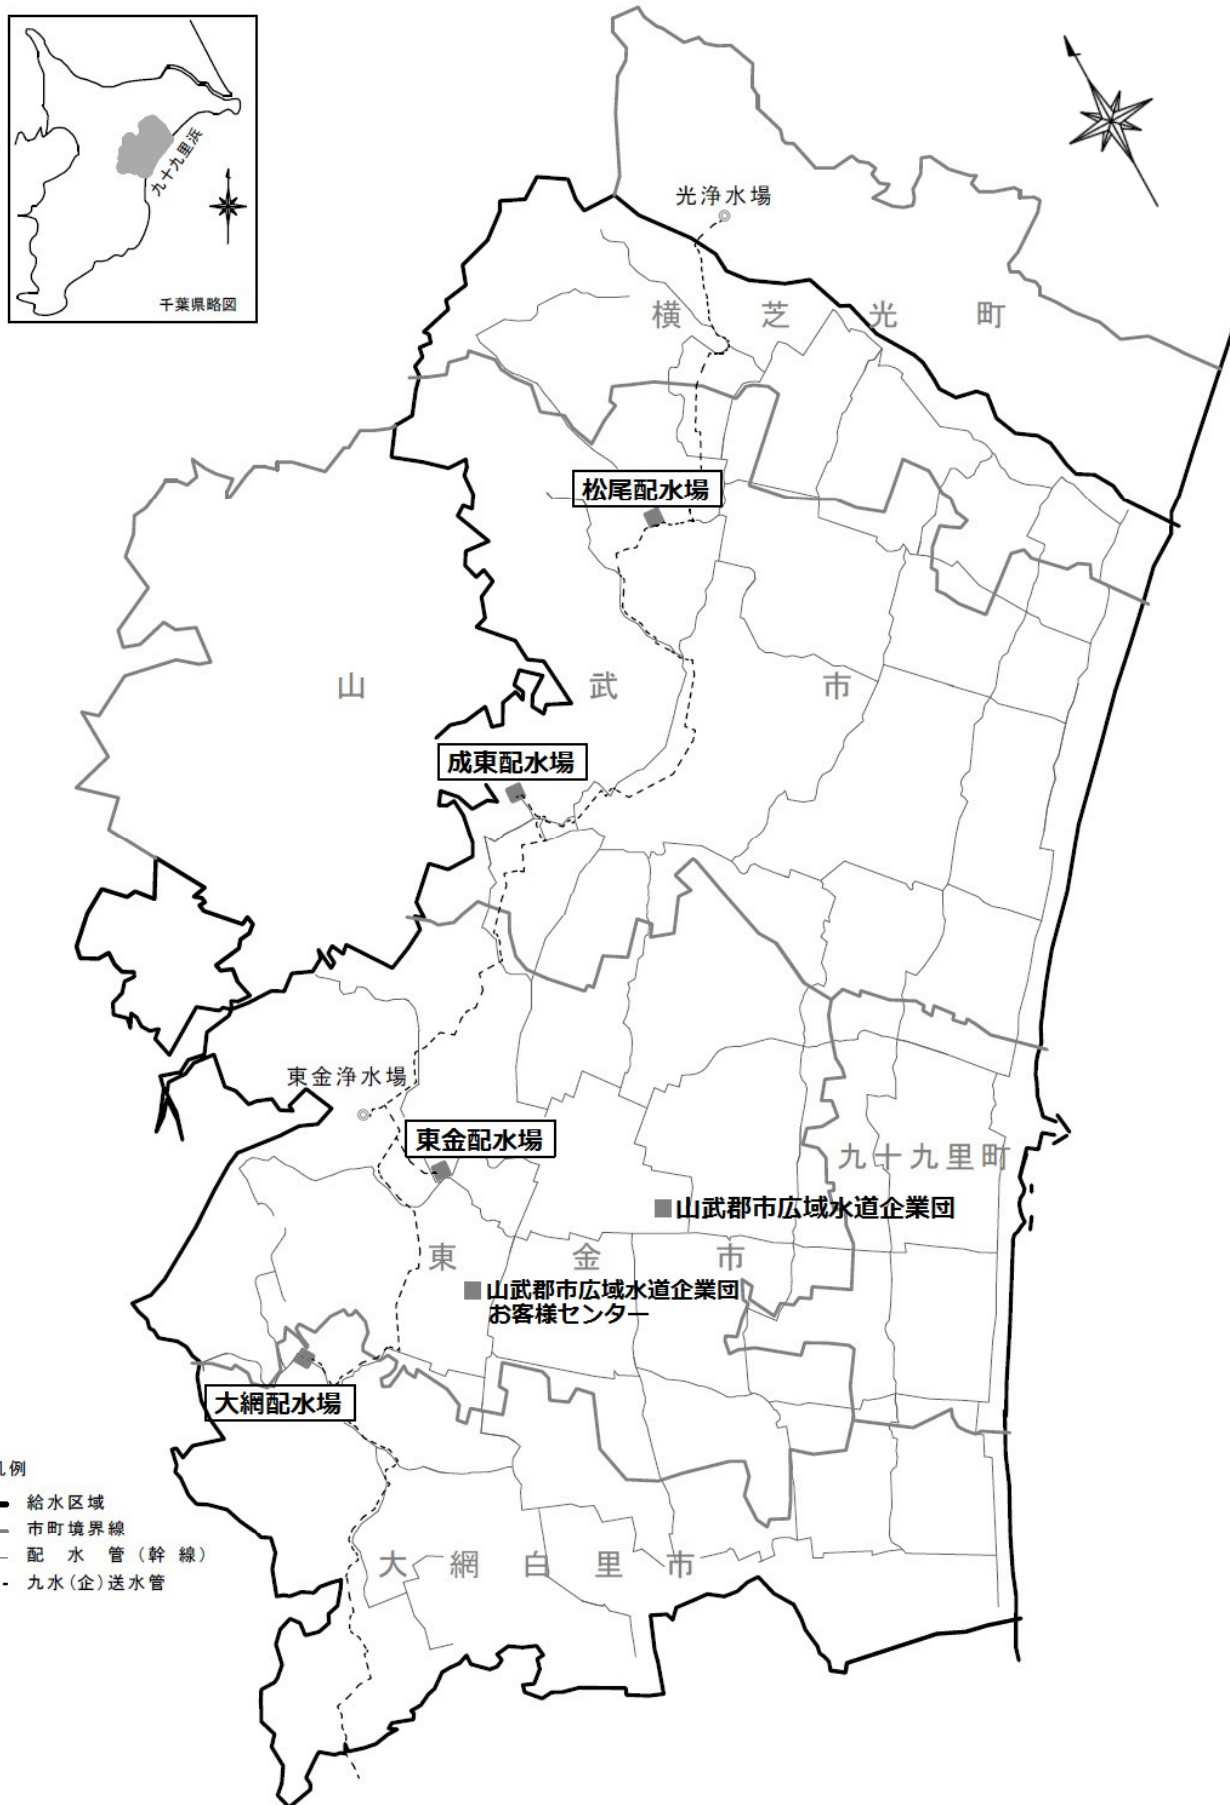 九十九里浜
千葉県略図
光浄水場
横芝光町
松尾配水場
山武市
成東配水場
東金浄水場
東金配水場
九十九里町
山武郡市広域水道企業団
東金市
山武郡市広域水道企業団
お客様センター
大網配水場
例
給水区域
市町境界線
配水管(幹線)
九水(企)送水管
大網白里市